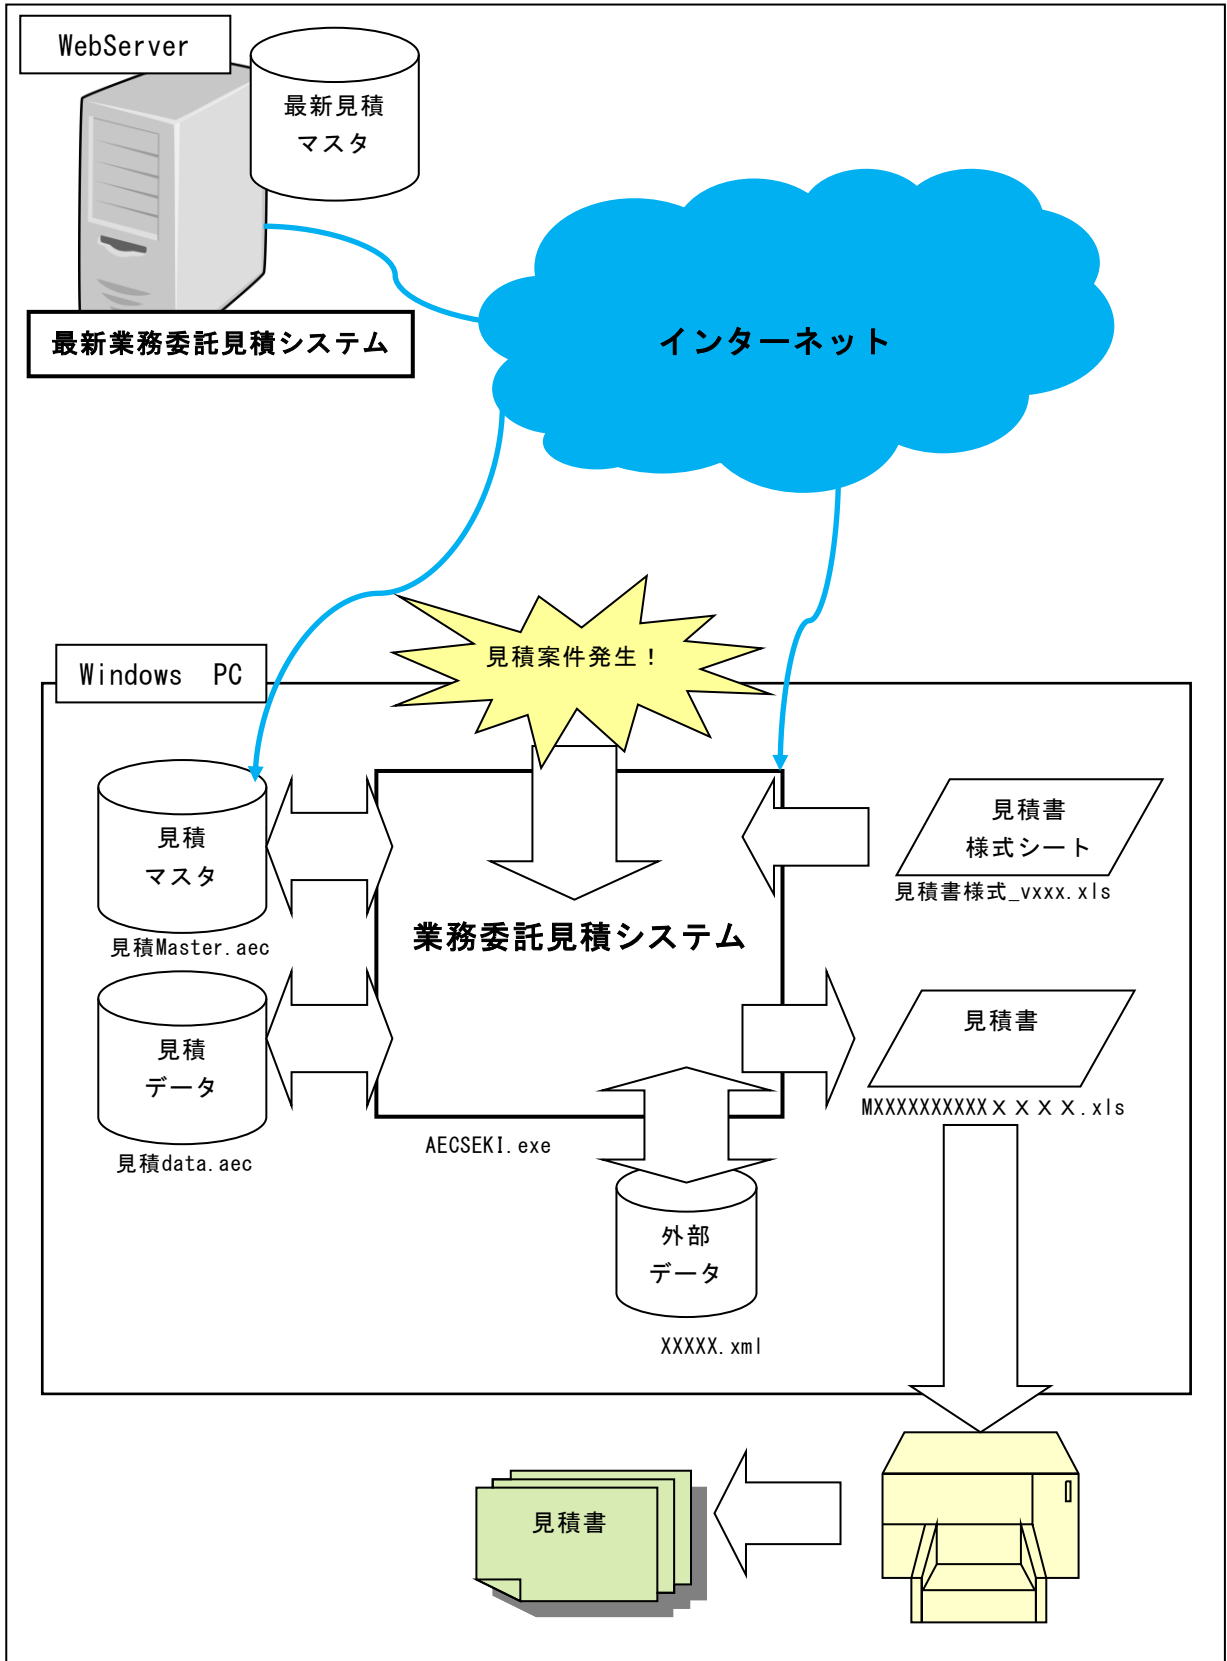 WebServer
最新見積
マスタ
最新業務委託見積システム
インターネット
見積案件発生！
Windows　PC
見積
マスタ
見積Master.aec
見積書
様式シート
見積書様式_vxxx.xls
業務委託見積システム
見積
データ
見積data.aec
見積書
MXXXXXXXXXXＸＸＸＸ.xls
AECSEKI.exe
外部
データ
XXXXX.xml
見積書